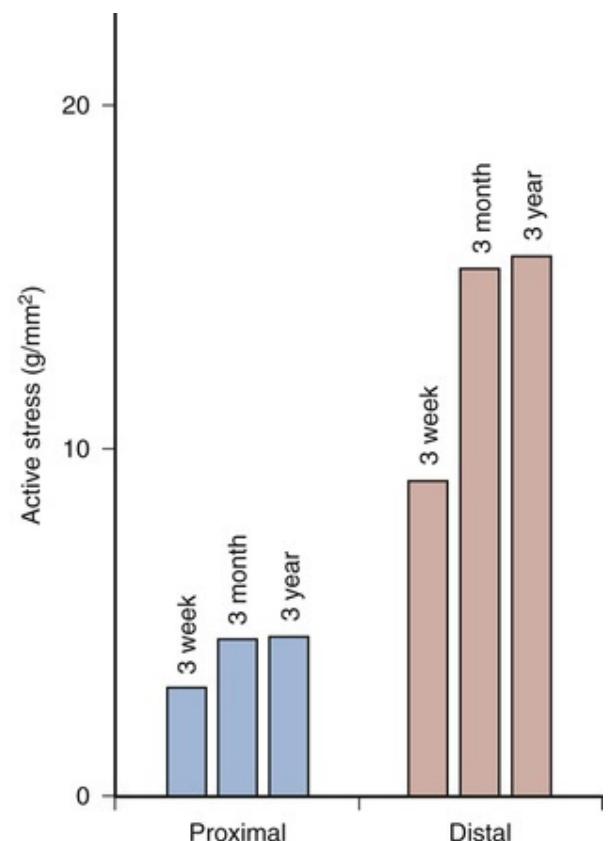 20
10
0
Active stress (g/mm²)
3 week
3 month
3 year
3 week
3 month
3 year
Proximal
Distal